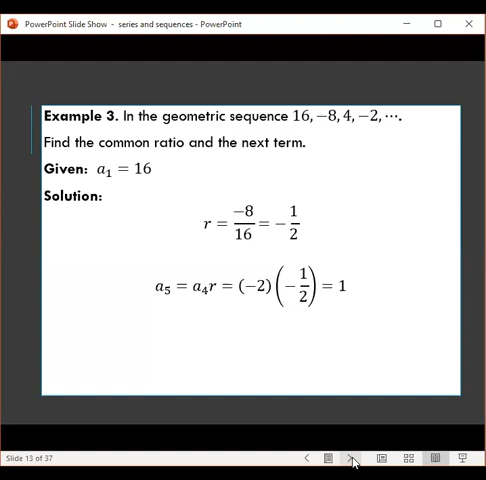 PowerPoint Slide Show - series and sequences - PowerPoint
Example 3. In the geometric sequence 16, −8, 4, −2, ⋯.
Find the common ratio and the next term.
Given: a₁ = 16
Solution:
r = −8/16 = − 1/2
a₅ = a₄r = (−2)(− 1/2) = 1
Slide 13 of 37